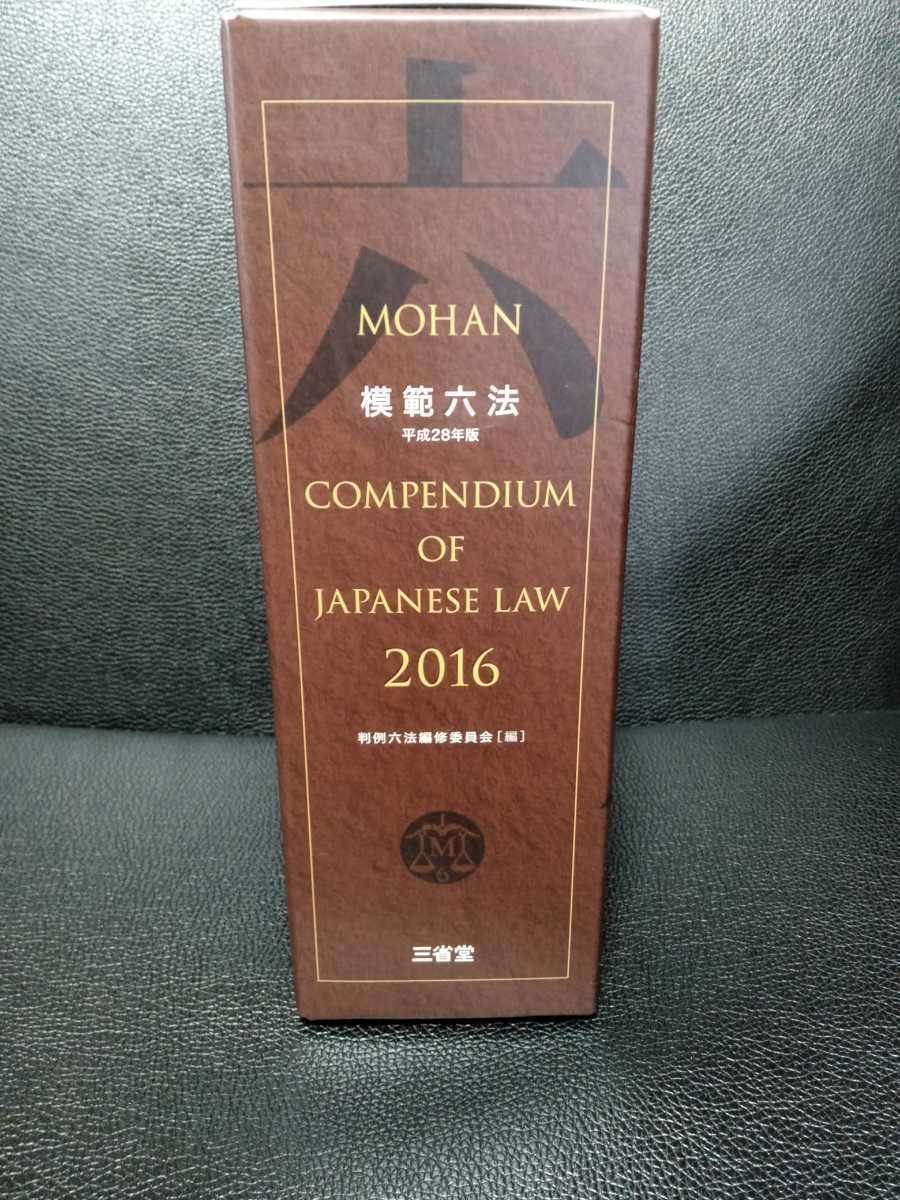 六
MOHAN
模範六法
平成28年版
COMPENDIUM
OF
JAPANESE LAW
2016
判例六法編修委員会[編]
M
6
三省堂